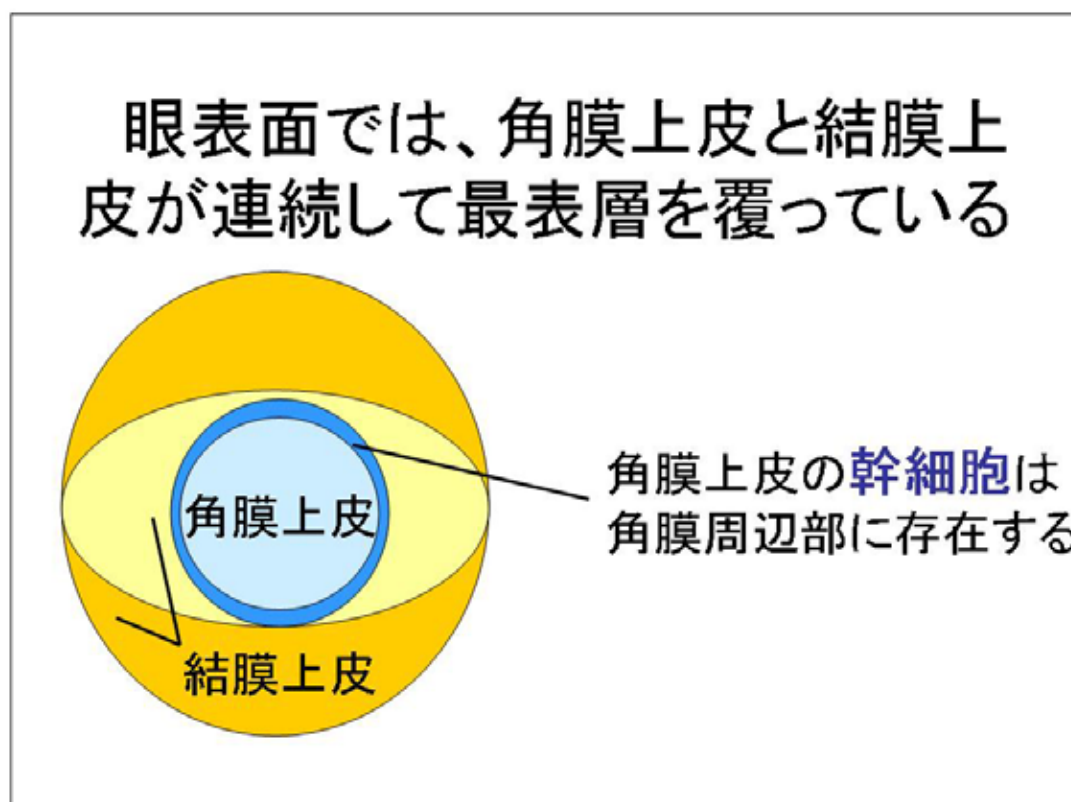 眼表面では、角膜上皮と結膜上
皮が連続して最表層を覆っている
角膜上皮
角膜上皮の幹細胞は
角膜周辺部に存在する
結膜上皮